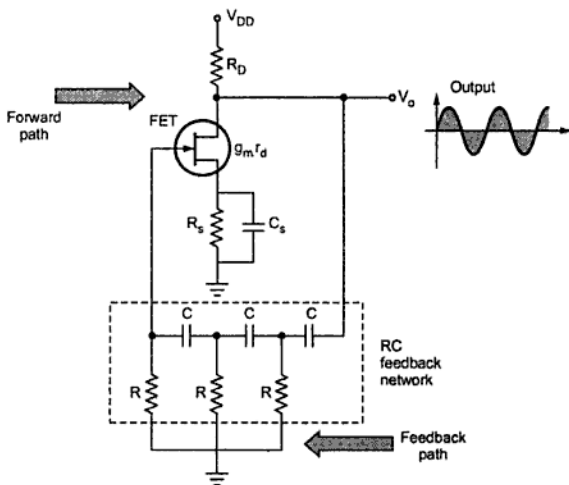 V_DD
R_D
Output
V_o
Forward
path
FET
g_m r_d
R_s
C_s
C
C
C
R
R
R
RC
feedback
network
Feedback
path